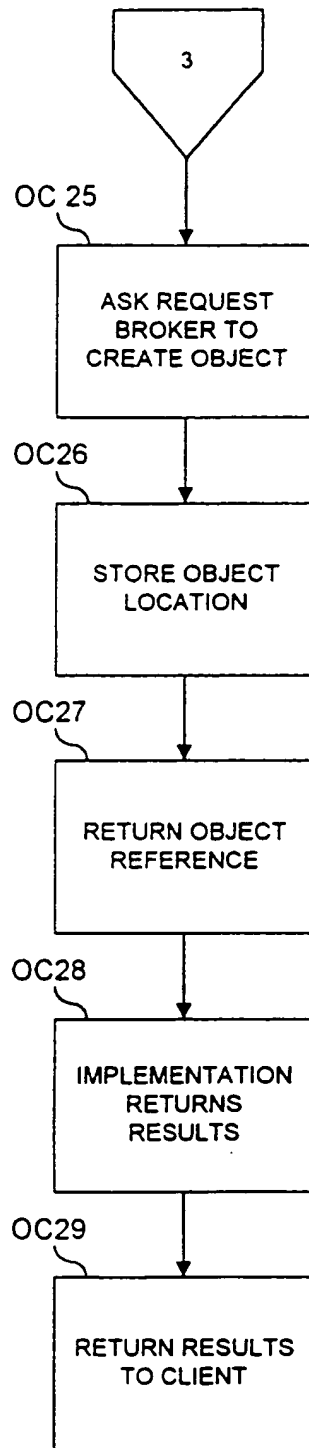 3
OC 25
ASK REQUEST
BROKER TO
CREATE OBJECT
OC26
STORE OBJECT
LOCATION
OC27
RETURN OBJECT
REFERENCE
OC28
IMPLEMENTATION
RETURNS
RESULTS
OC29
RETURN RESULTS
TO CLIENT